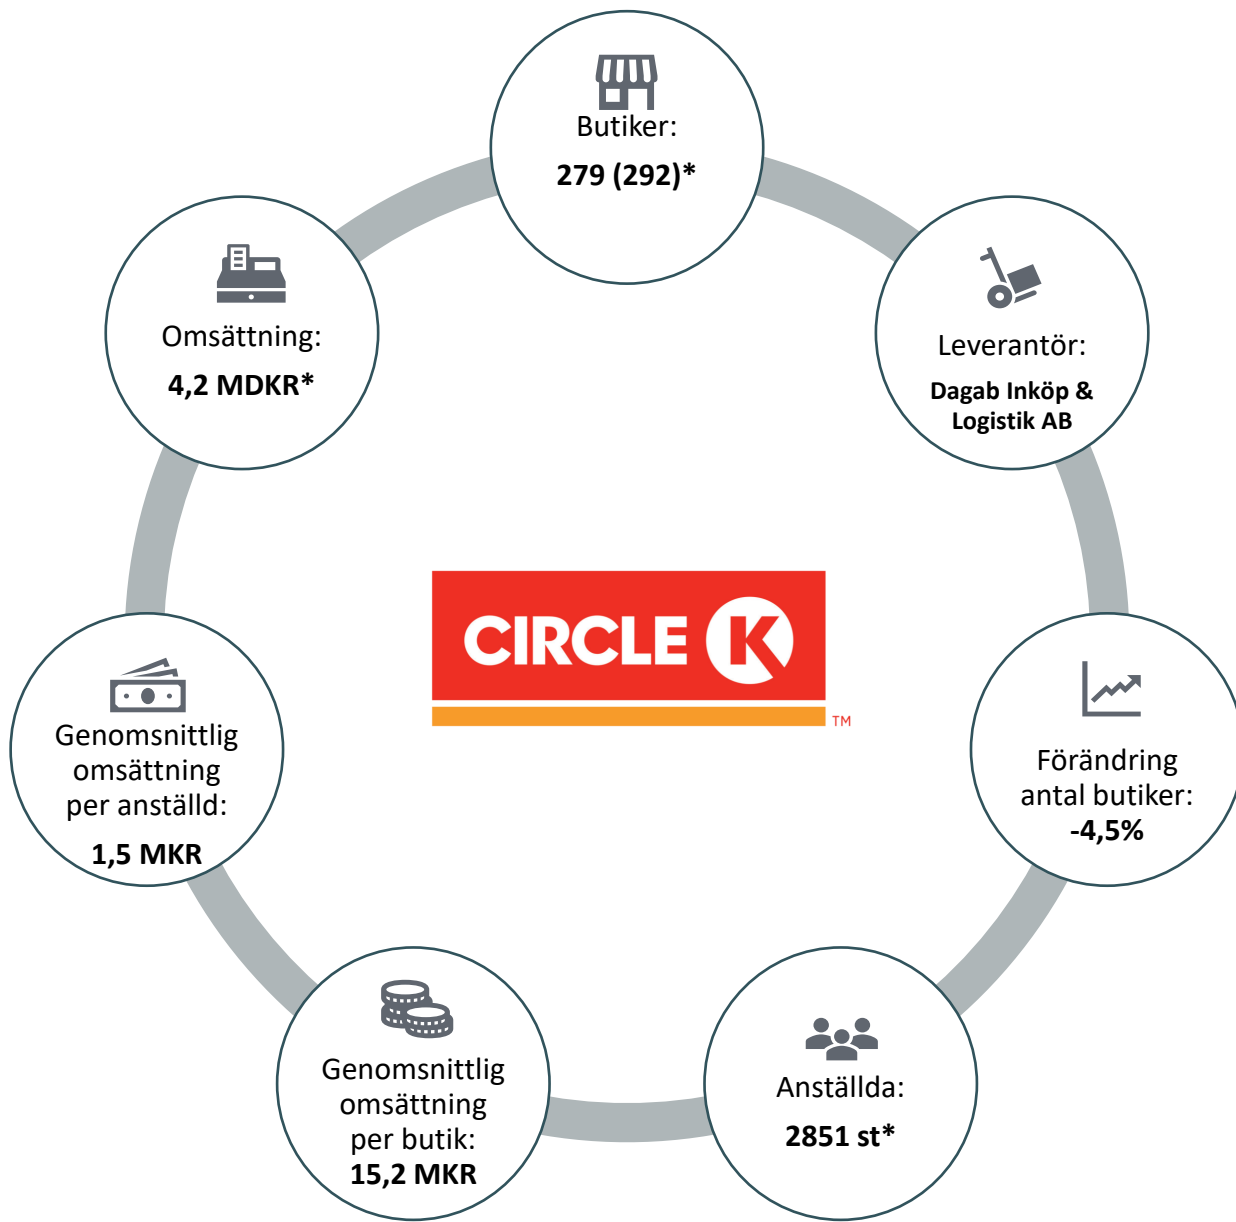 Butiker:
279 (292)*
Leverantör:
Dagab Inköp &
Logistik AB
Förändring
antal butiker:
-4,5%
Anställda:
2851 st*
Genomsnittlig
omsättning
per butik:
15,2 MKR
Genomsnittlig
omsättning
per anställd:
1,5 MKR
Omsättning:
4,2 MDKR*
CIRCLE K
TM